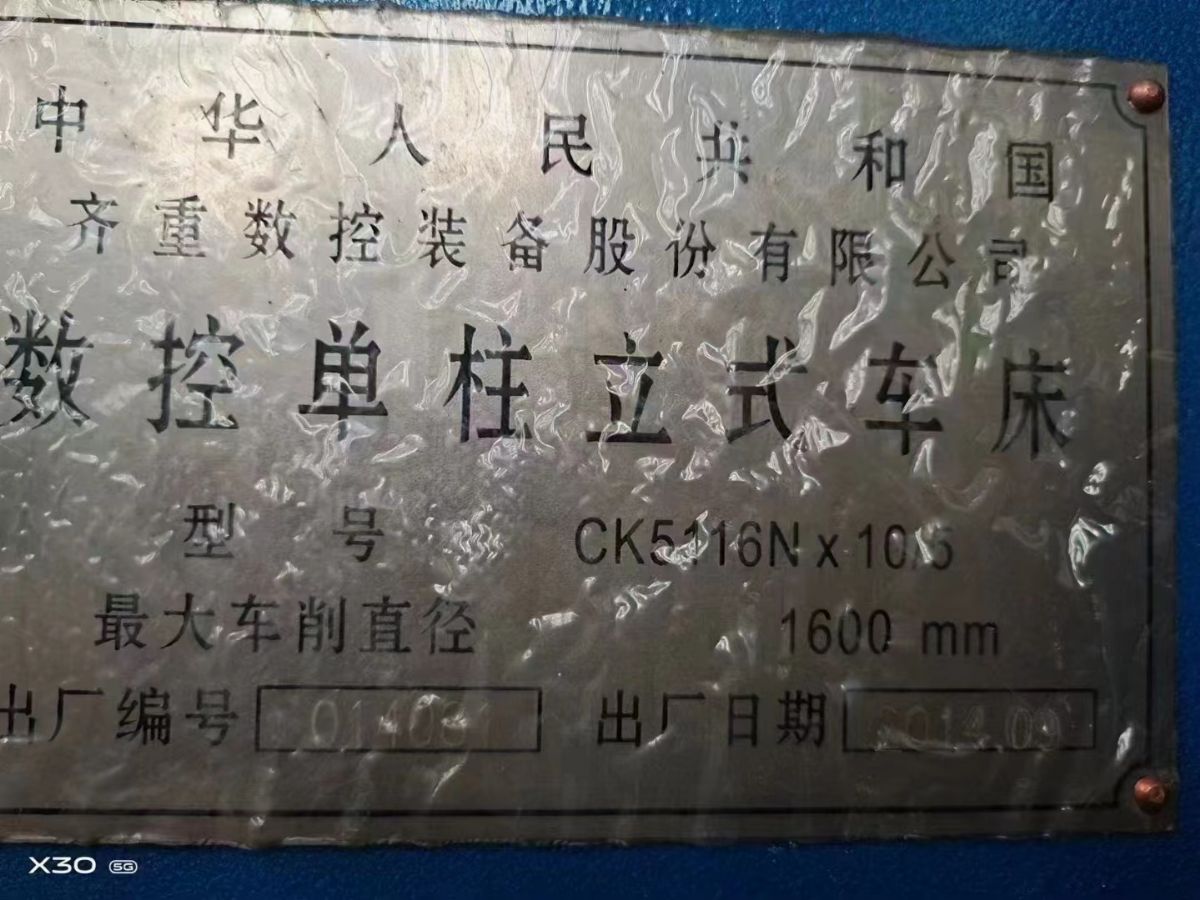 中华人民共和国
齐重数控装备股份有限公司
数控单柱立式车床
型号 CK5116N x 10/5
最大车削直径 1600 mm
出厂编号 出厂日期 2014.09
X30 5G